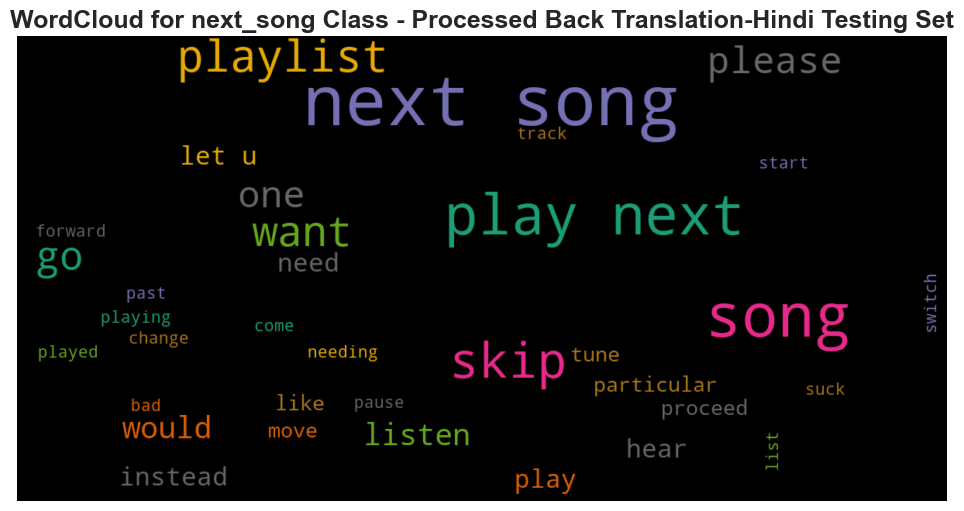 WordCloud for next_song Class - Processed Back Translation-Hindi Testing Set
playlist
please
next song
track
let u
start
one
play next
want
forward
go
need
past
switch
playing
song
come
change
played
needing
skip
tune
particular
suck
like
pause
bad
proceed
would
move
listen
list
hear
instead
play